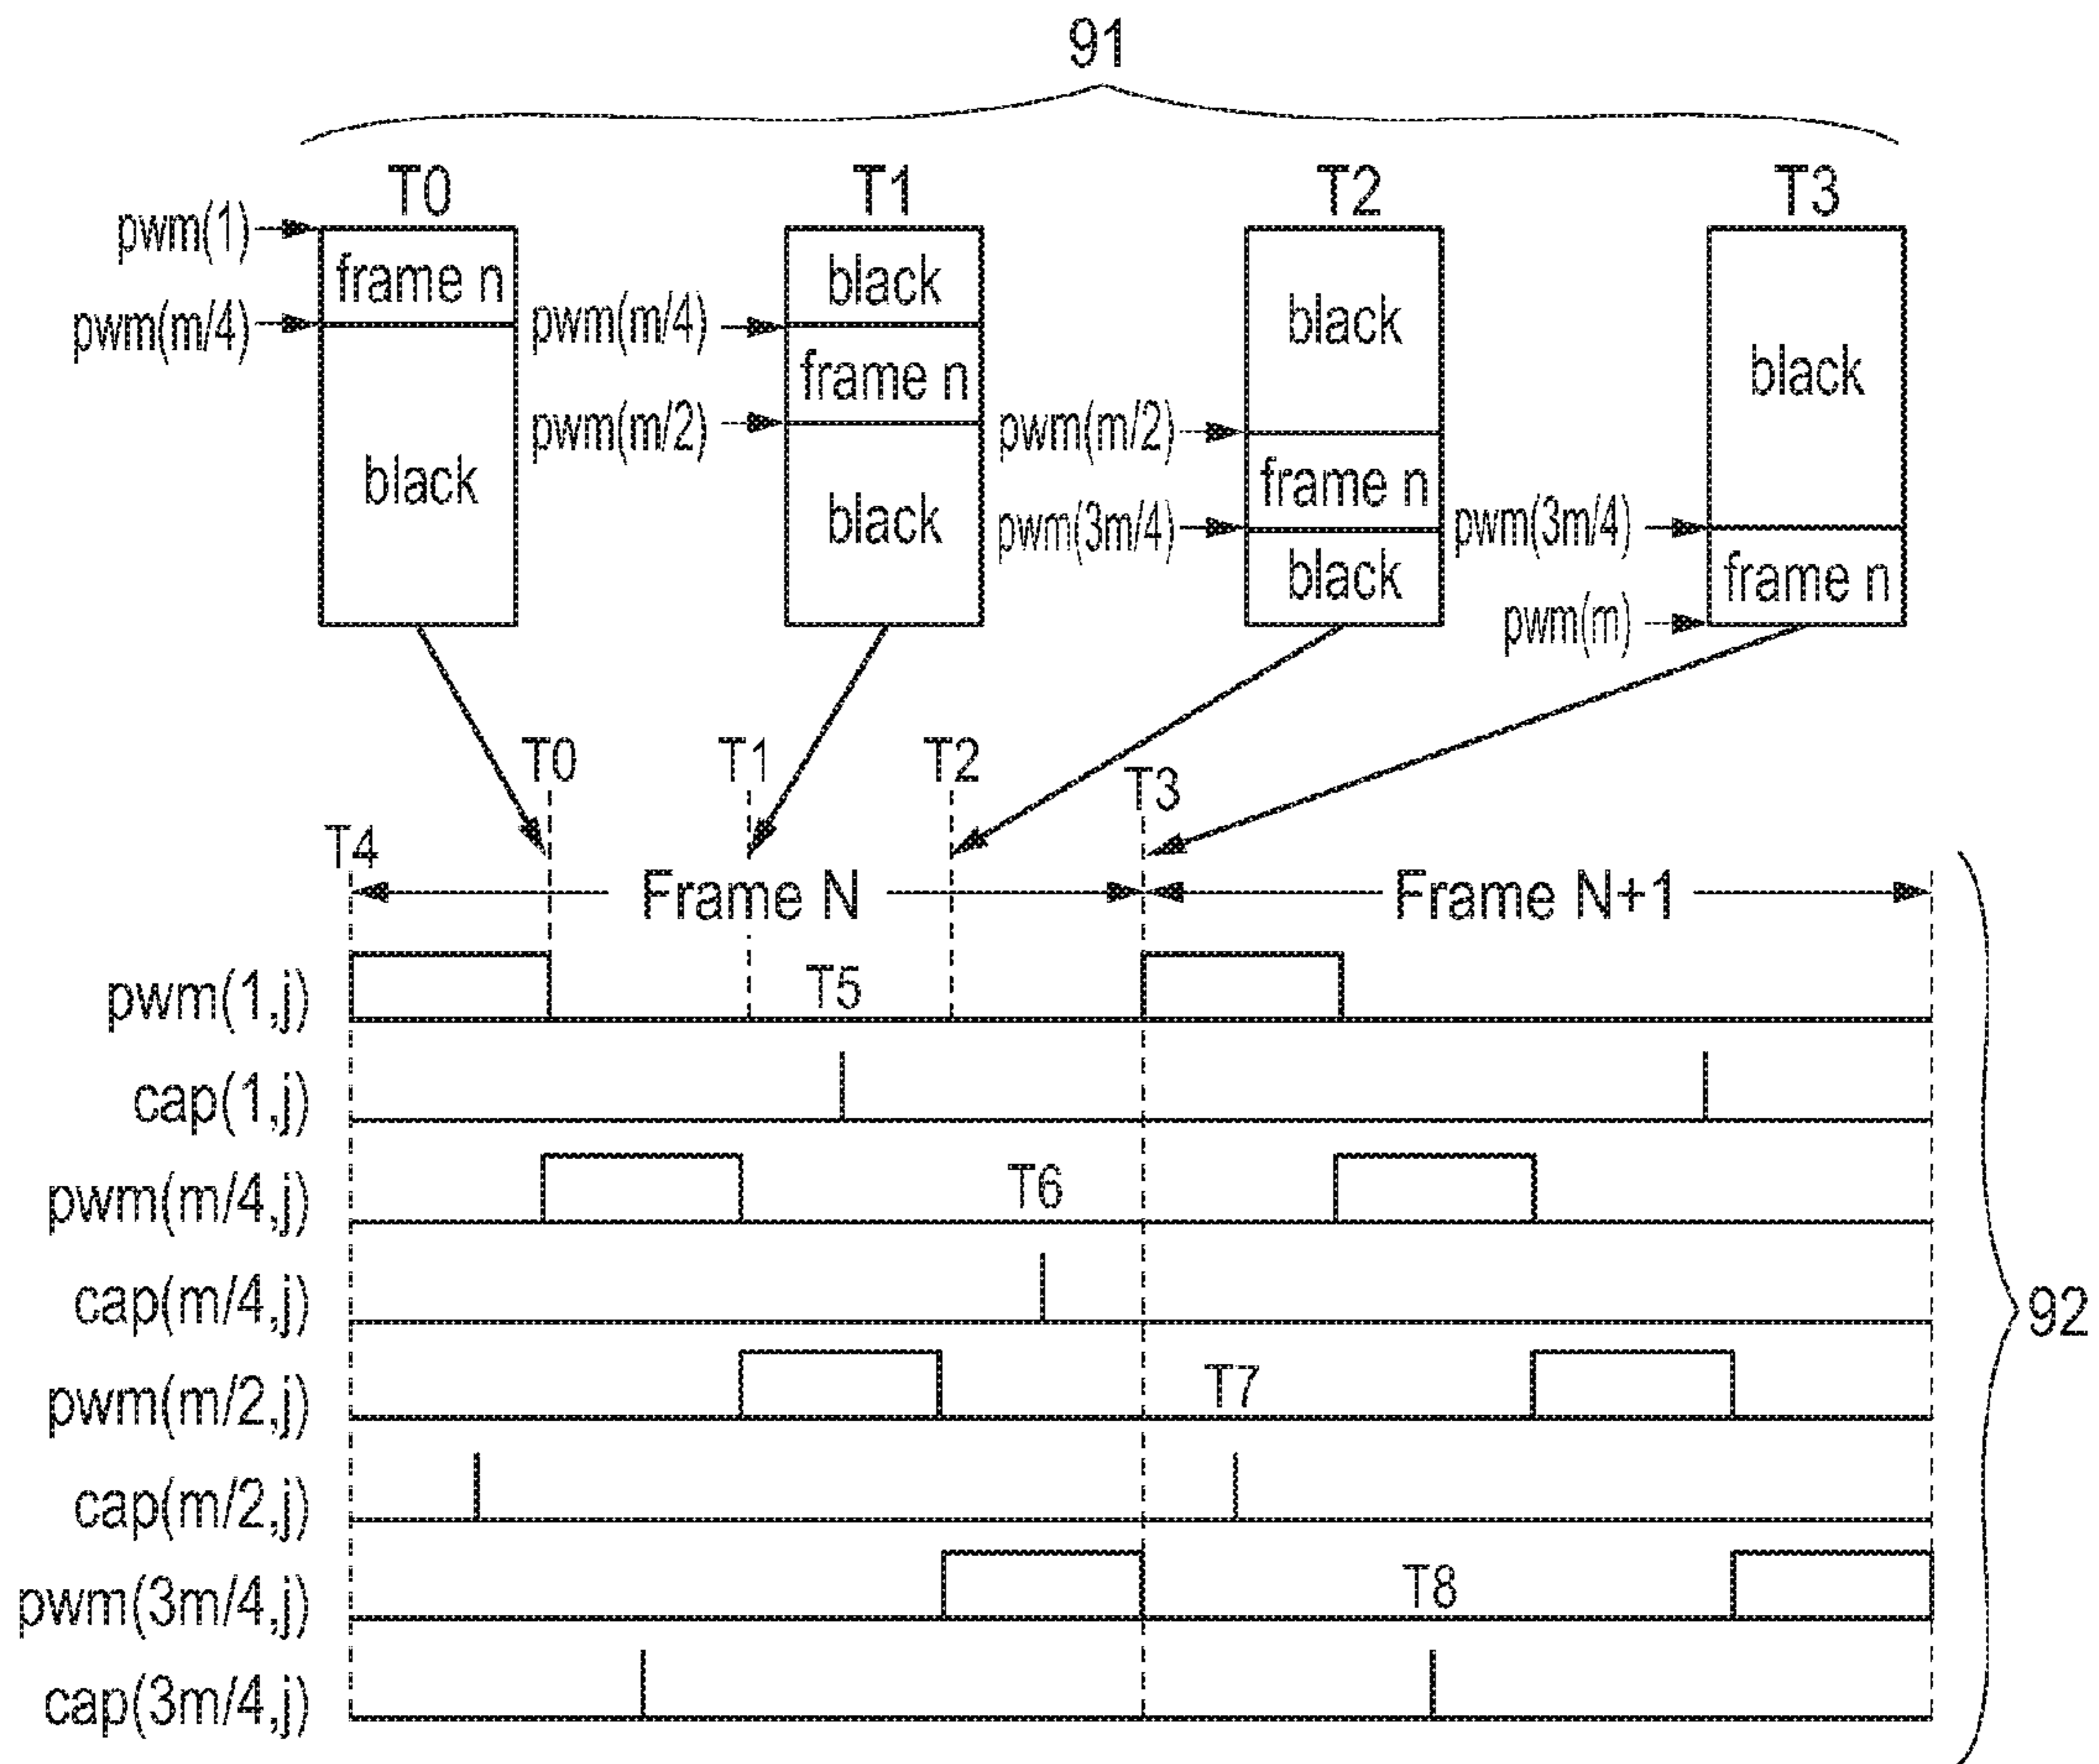 91
T0 T1 T2 T3
pwm(1)
frame n black black black
pwm(m/4) pwm(m/4)
frame n
pwm(m/2) pwm(m/2)
black frame n
black pwm(3m/4) pwm(3m/4)
black frame n
pwm(m)
T0 T1 T2 T3
T4
Frame N Frame N+1
pwm(1,j) T5
cap(1,j)
pwm(m/4,j) T6
cap(m/4,j)
92
pwm(m/2,j) T7
cap(m/2,j)
pwm(3m/4,j) T8
cap(3m/4,j)